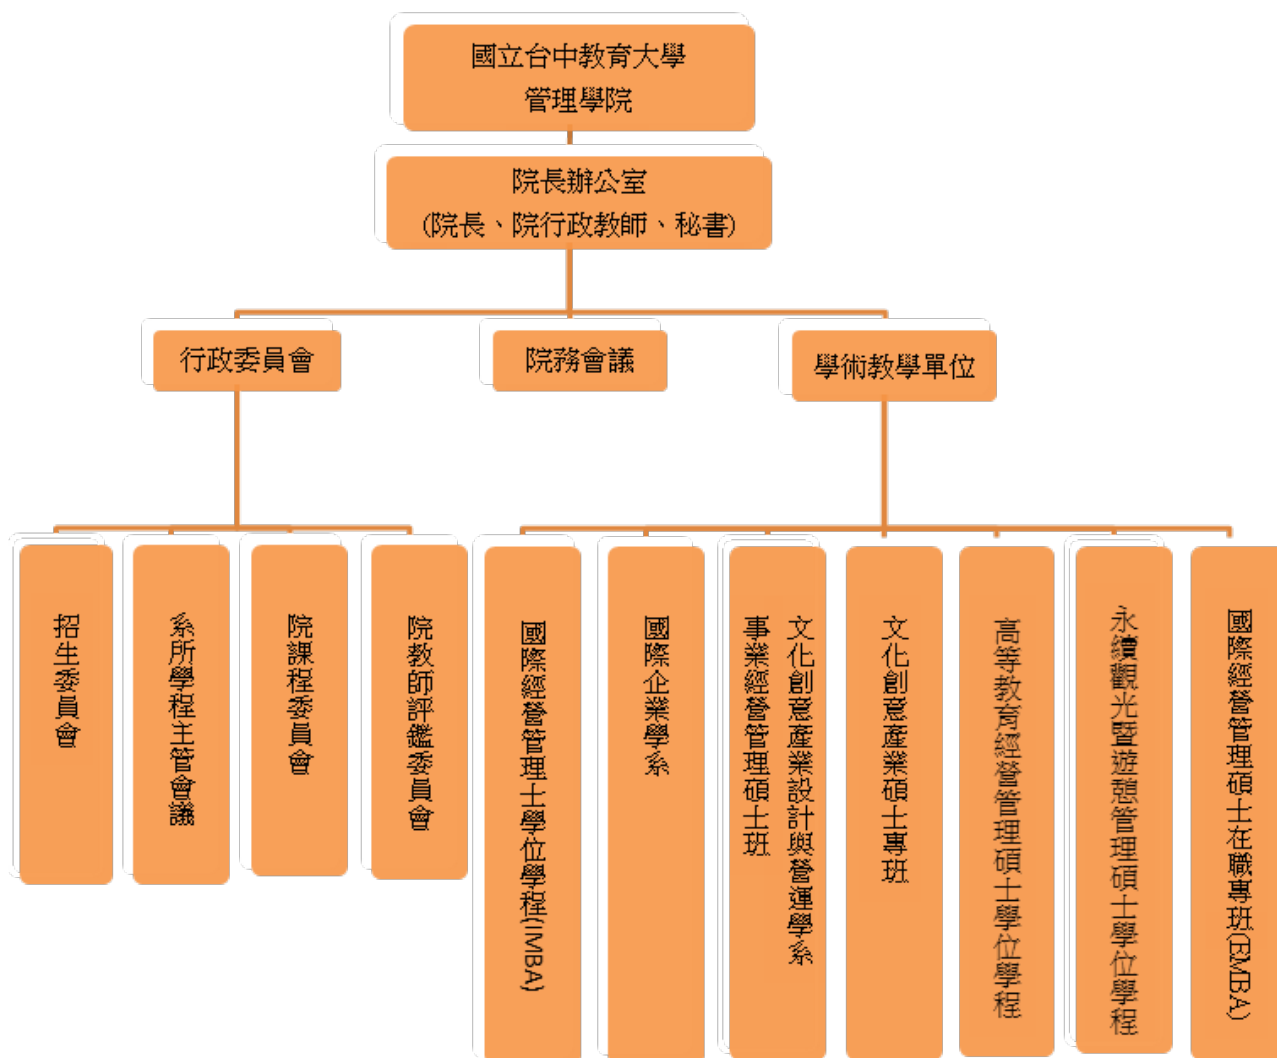 國立台中教育大學
管理學院
院長辦公室
(院長、院行政教師、秘書)
行政委員會
院務會議
學術教學單位
招生委員會
系所學程主管會議
院課程委員會
院教師評鑑委員會
國際經營管理士學位學程(IMBA)
國際企業學系
文化創意產業設計與營運學系
事業經營管理碩士班
文化創意產業碩士專班
高等教育經營管理碩士學位學程
永續觀光暨遊憩管理碩士學位學程
國際經營管理碩士在職專班(EMBA)